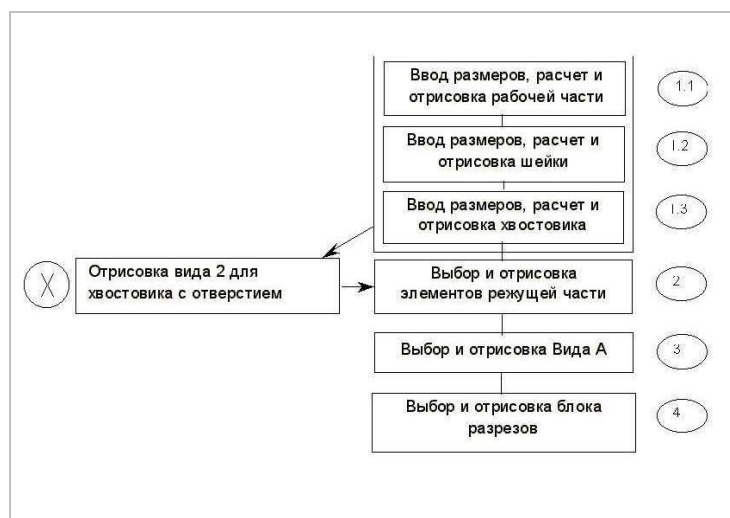 Ввод размеров, расчет и
отрисовка рабочей части
1.1
Ввод размеров, расчет и
отрисовка шейки
I.2
Ввод размеров, расчет и
отрисовка хвостовика
I.3
X
Отрисовка вида 2 для
хвостовика с отверстием
Выбор и отрисовка
элементов режущей части
2
Выбор и отрисовка Вида А
3
Выбор и отрисовка блока
разрезов
4